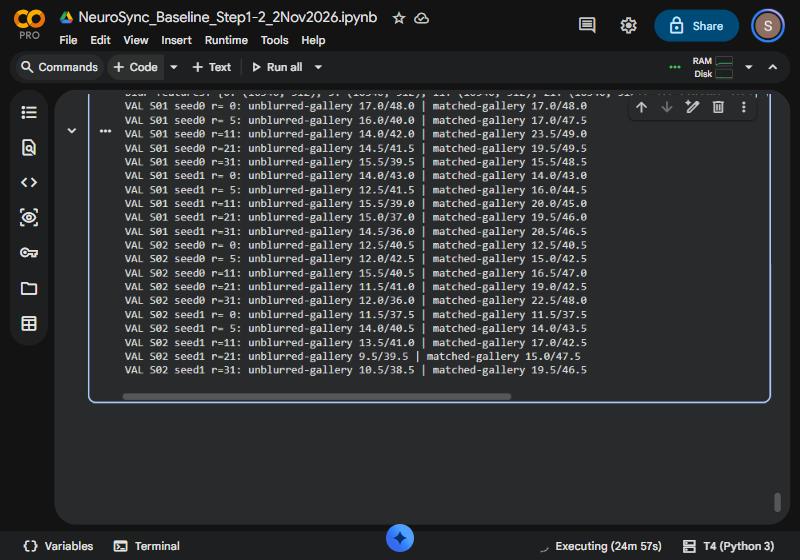 CO
PRO
NeuroSync_Baseline_Step1-2_2Nov2026.ipynb
File Edit View Insert Runtime Tools Help
Share
S
Commands + Code + Text Run all
RAM
Disk
VAL S01 seed0 r= 0: unblurred-gallery 17.0/48.0 | matched-gallery 17.0/48.0
VAL S01 seed0 r= 5: unblurred-gallery 16.0/40.0 | matched-gallery 17.0/47.5
VAL S01 seed0 r=11: unblurred-gallery 14.0/42.0 | matched-gallery 23.5/49.0
VAL S01 seed0 r=21: unblurred-gallery 14.5/41.5 | matched-gallery 19.5/49.5
VAL S01 seed0 r=31: unblurred-gallery 15.5/39.5 | matched-gallery 15.5/48.5
VAL S01 seed1 r= 0: unblurred-gallery 14.0/43.0 | matched-gallery 14.0/43.0
VAL S01 seed1 r= 5: unblurred-gallery 12.5/41.5 | matched-gallery 16.0/44.5
VAL S01 seed1 r=11: unblurred-gallery 15.5/39.0 | matched-gallery 20.0/45.0
VAL S01 seed1 r=21: unblurred-gallery 15.0/37.0 | matched-gallery 19.5/46.0
VAL S01 seed1 r=31: unblurred-gallery 14.5/36.0 | matched-gallery 20.5/46.5
VAL S02 seed0 r= 0: unblurred-gallery 12.5/40.5 | matched-gallery 12.5/40.5
VAL S02 seed0 r= 5: unblurred-gallery 12.0/42.5 | matched-gallery 15.0/42.5
VAL S02 seed0 r=11: unblurred-gallery 15.5/40.5 | matched-gallery 16.5/47.0
VAL S02 seed0 r=21: unblurred-gallery 11.5/41.0 | matched-gallery 19.0/42.5
VAL S02 seed0 r=31: unblurred-gallery 12.0/36.0 | matched-gallery 22.5/48.0
VAL S02 seed1 r= 0: unblurred-gallery 11.5/37.5 | matched-gallery 11.5/37.5
VAL S02 seed1 r= 5: unblurred-gallery 14.0/40.5 | matched-gallery 14.0/43.5
VAL S02 seed1 r=11: unblurred-gallery 13.5/41.0 | matched-gallery 17.0/42.5
VAL S02 seed1 r=21: unblurred-gallery 9.5/39.5 | matched-gallery 15.0/47.5
VAL S02 seed1 r=31: unblurred-gallery 10.5/38.5 | matched-gallery 19.5/46.5
Variables Terminal Executing (24m 57s) T4 (Python 3)